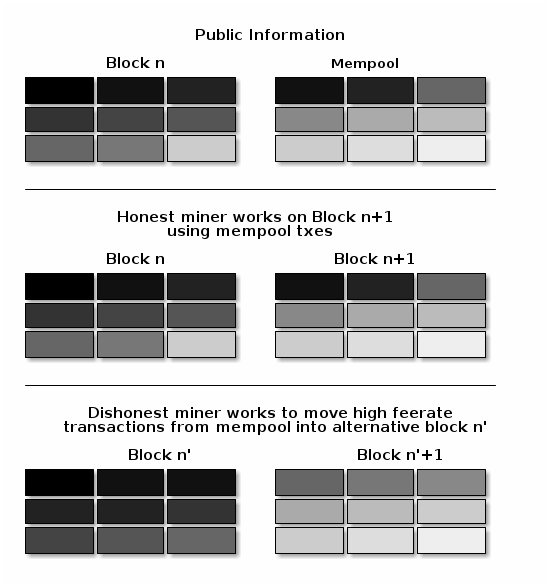 Public Information
Block n
Mempool
Honest miner works on Block n+1
using mempool txes
Block n
Block n+1
Dishonest miner works to move high feerate
transactions from mempool into alternative block n'
Block n'
Block n'+1